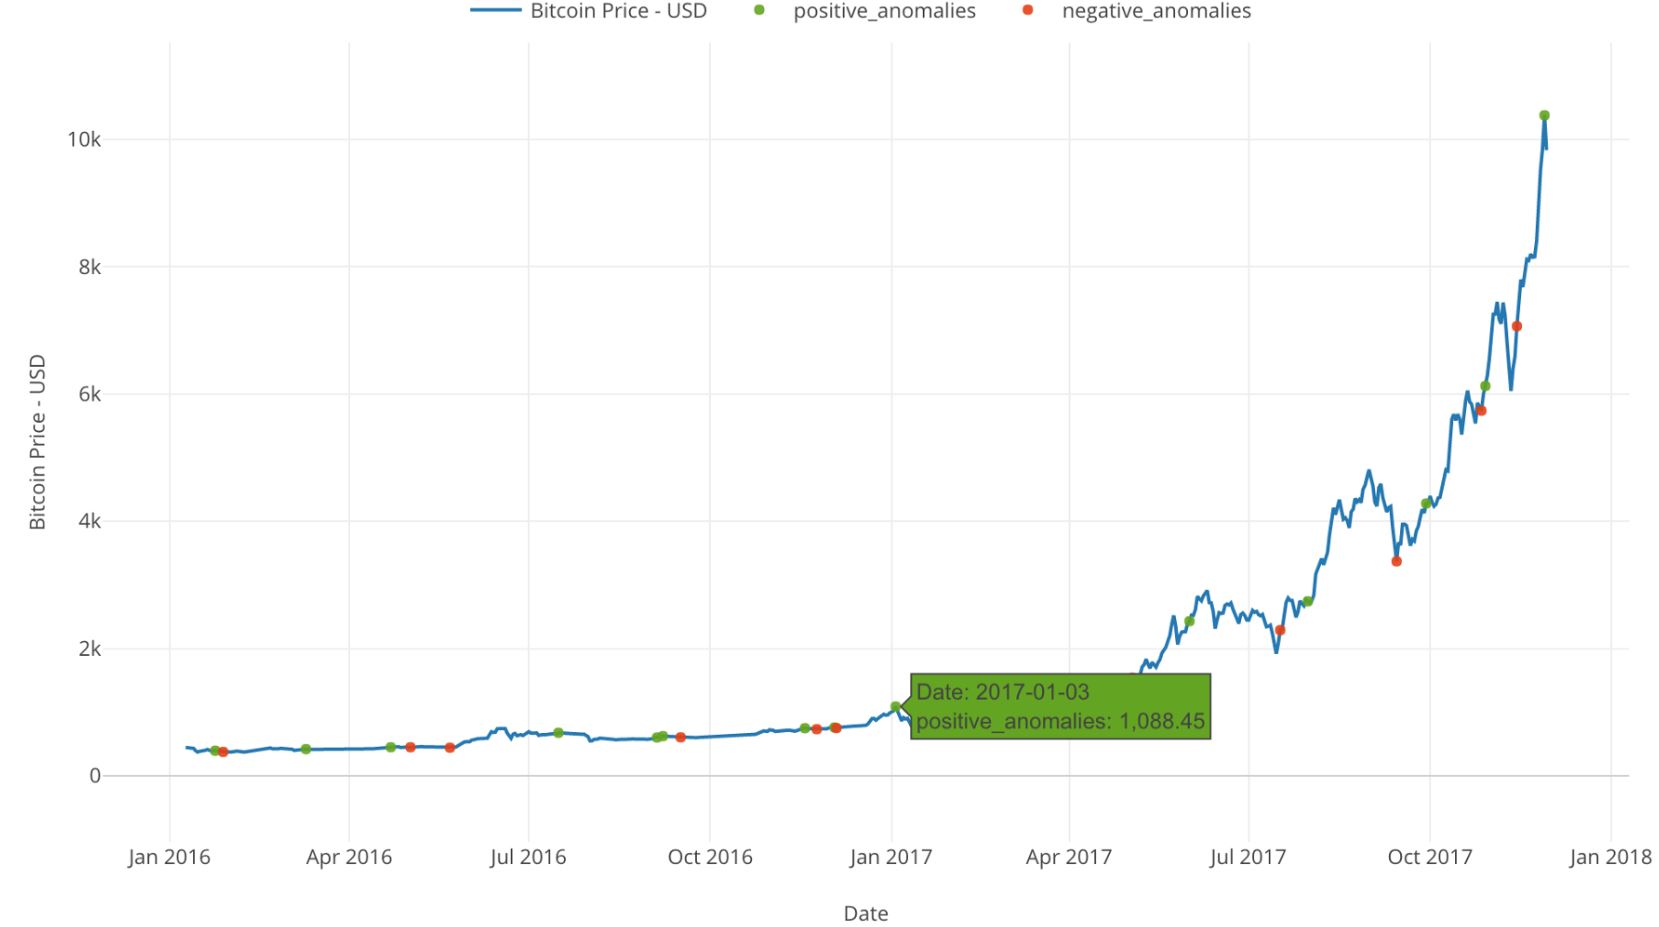 Bitcoin Price - USD positive_anomalies negative_anomalies
10k
8k
6k
4k
2k
0
Bitcoin Price - USD
Date: 2017-01-03
positive_anomalies: 1,088.45
Jan 2016 Apr 2016 Jul 2016 Oct 2016 Jan 2017 Apr 2017 Jul 2017 Oct 2017 Jan 2018
Date